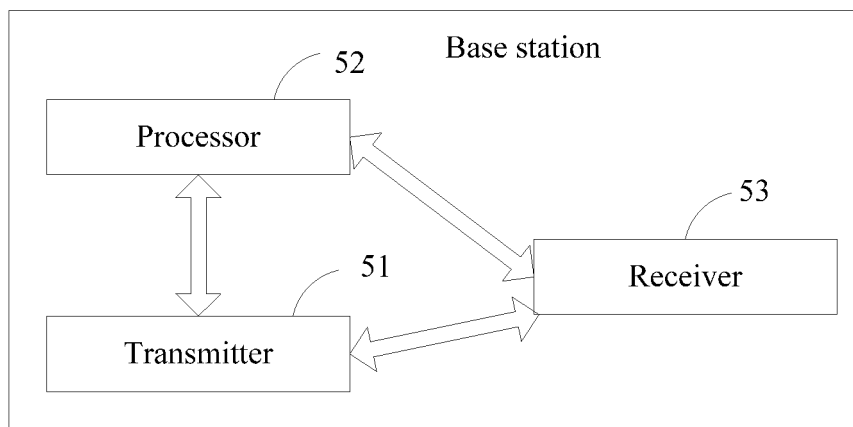 Base station
52
Processor
53
Receiver
51
Transmitter